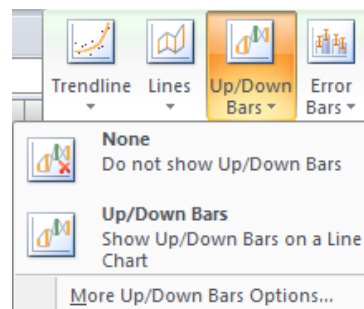 Trendline Lines Up/Down Error
Bars Bars
None
Do not show Up/Down Bars
Up/Down Bars
Show Up/Down Bars on a Line
Chart
More Up/Down Bars Options...